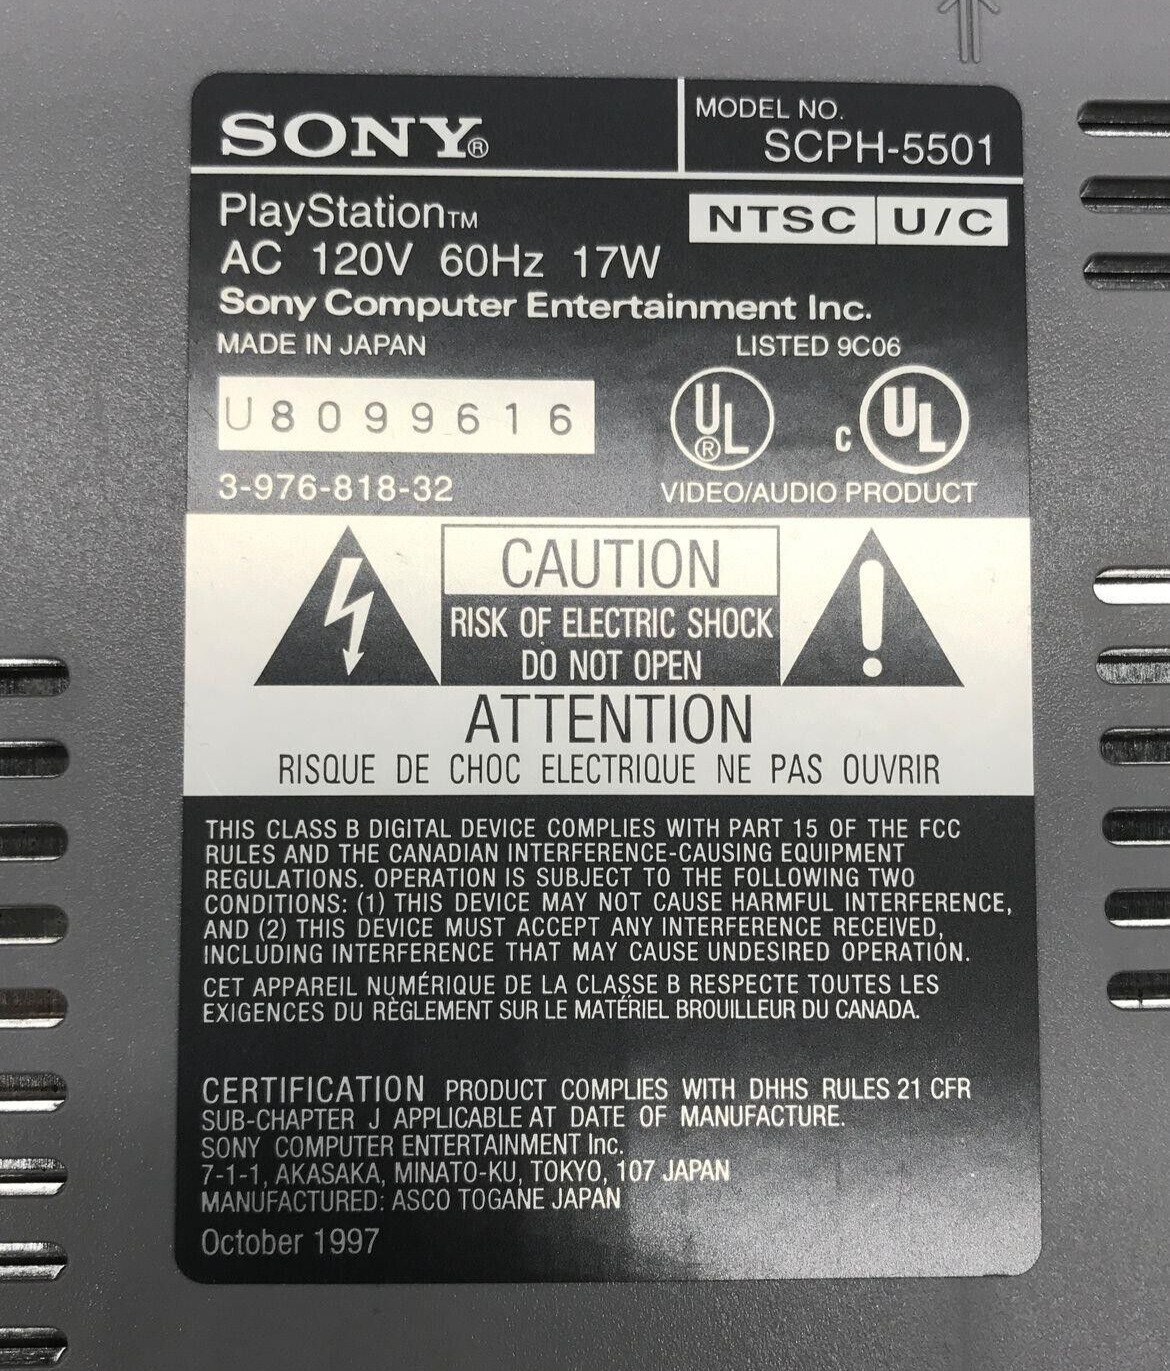 SONY®
MODEL NO.
SCPH-5501
PlayStation™
NTSC U/C
AC 120V 60Hz 17W
Sony Computer Entertainment Inc.
MADE IN JAPAN
LISTED 9C06
U8099616
UL® c UL
3-976-818-32
VIDEO/AUDIO PRODUCT
CAUTION
RISK OF ELECTRIC SHOCK
DO NOT OPEN
ATTENTION
RISQUE DE CHOC ELECTRIQUE NE PAS OUVRIR
THIS CLASS B DIGITAL DEVICE COMPLIES WITH PART 15 OF THE FCC
RULES AND THE CANADIAN INTERFERENCE-CAUSING EQUIPMENT
REGULATIONS. OPERATION IS SUBJECT TO THE FOLLOWING TWO
CONDITIONS: (1) THIS DEVICE MAY NOT CAUSE HARMFUL INTERFERENCE,
AND (2) THIS DEVICE MUST ACCEPT ANY INTERFERENCE RECEIVED,
INCLUDING INTERFERENCE THAT MAY CAUSE UNDESIRED OPERATION.
CET APPAREIL NUMÉRIQUE DE LA CLASSE B RESPECTE TOUTES LES
EXIGENCES DU RÈGLEMENT SUR LE MATÉRIEL BROUILLEUR DU CANADA.
CERTIFICATION PRODUCT COMPLIES WITH DHHS RULES 21 CFR
SUB-CHAPTER J APPLICABLE AT DATE OF MANUFACTURE.
SONY COMPUTER ENTERTAINMENT Inc.
7-1-1, AKASAKA, MINATO-KU, TOKYO, 107 JAPAN
MANUFACTURED: ASCO TOGANE JAPAN
October 1997